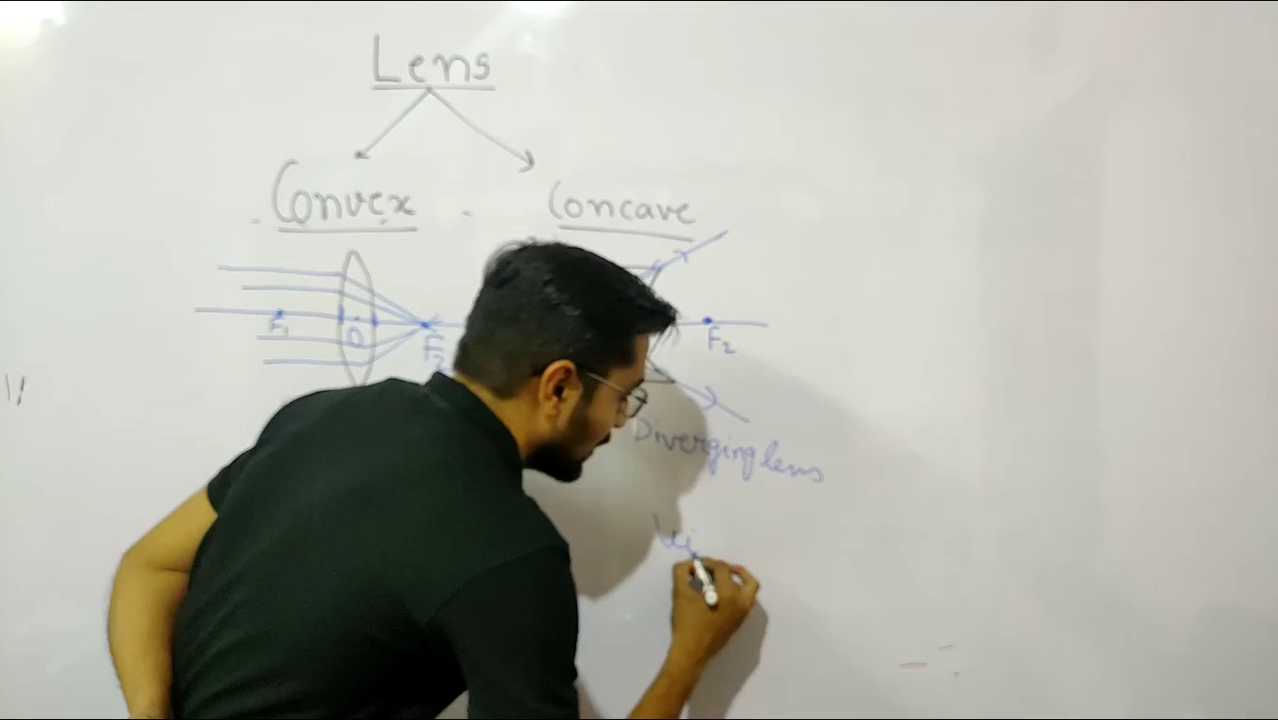 Lens
Convex Concave
F1 O F2 F2
Diverging lens